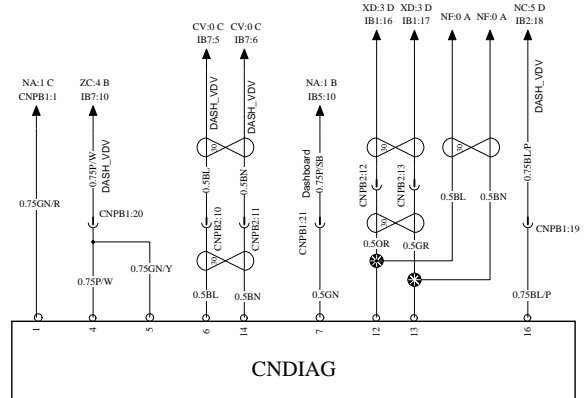 XD:3 D
XD:3 D
NF:0 A
NF:0 A
NC:5 D
IB1:16
IB1:17
IB2:18
CV:0 C
CV:0 C
IB7:5
IB7:6
NA:1 C
ZC:4 B
NA:1 B
CNPB1:1
IB7:10
IB5:10
DASH_VDV
DASH_VDV
DASH_VDV
DASH_VDV
30
30
30
0.75P/W
Dashboard
0.75P/SB
0.75BL/P
0.5BL
0.5BN
CNPB2:12
CNPB2:13
0.5BL
0.5BN
0.75GN/R
CNPB1:20
CNPB2:10
CNPB2:11
CNPB1:21
30
CNPB1:19
0.5OR
0.5GR
30
0.75P/W
0.75GN/Y
0.5BL
0.5BN
0.5GN
0.75BL/P
1
4
5
6
14
7
12
13
16
CNDIAG